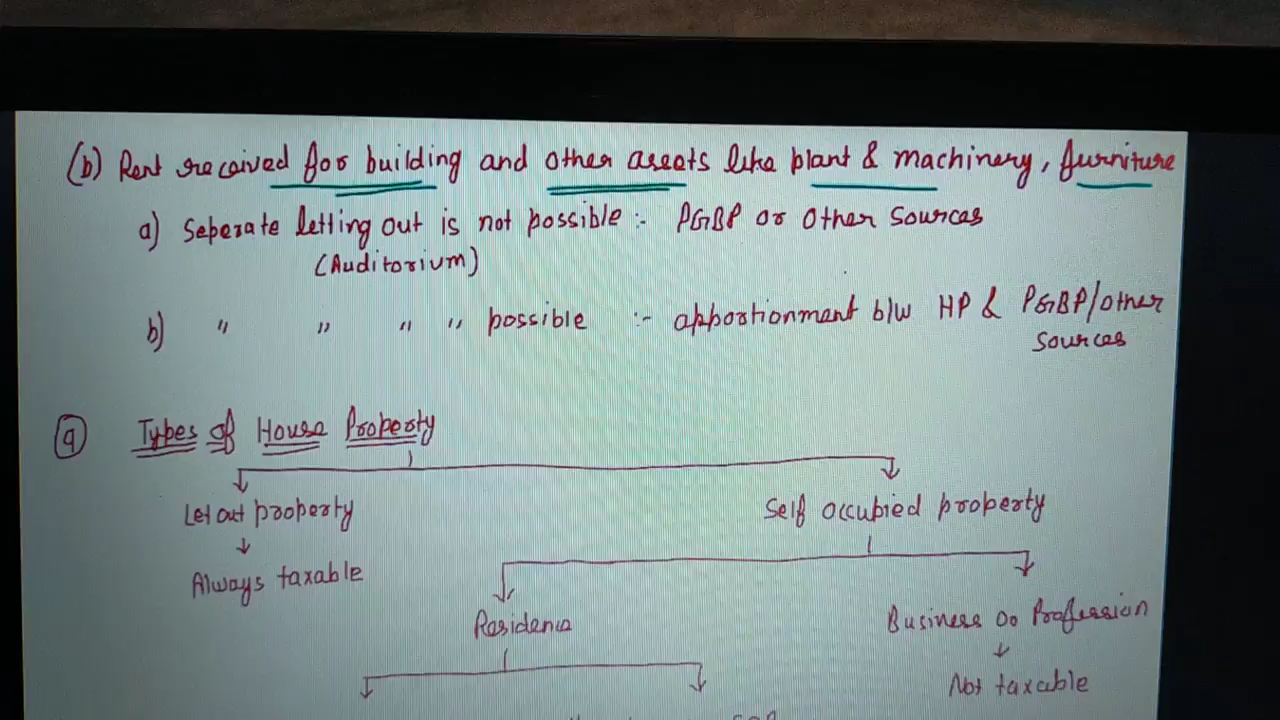 (b) Rent received for building and other assets like plant & machinery, furniture
a) Seperate letting out is not possible :- PGBP or Other Sources
(Auditorium)
b) " " " " possible :- apportionment b/w HP & PGBP/Other
Sources
9 Types of House Property
Let out property
Self occupied property
Always taxable
Residence
Business or Profession
Not taxable